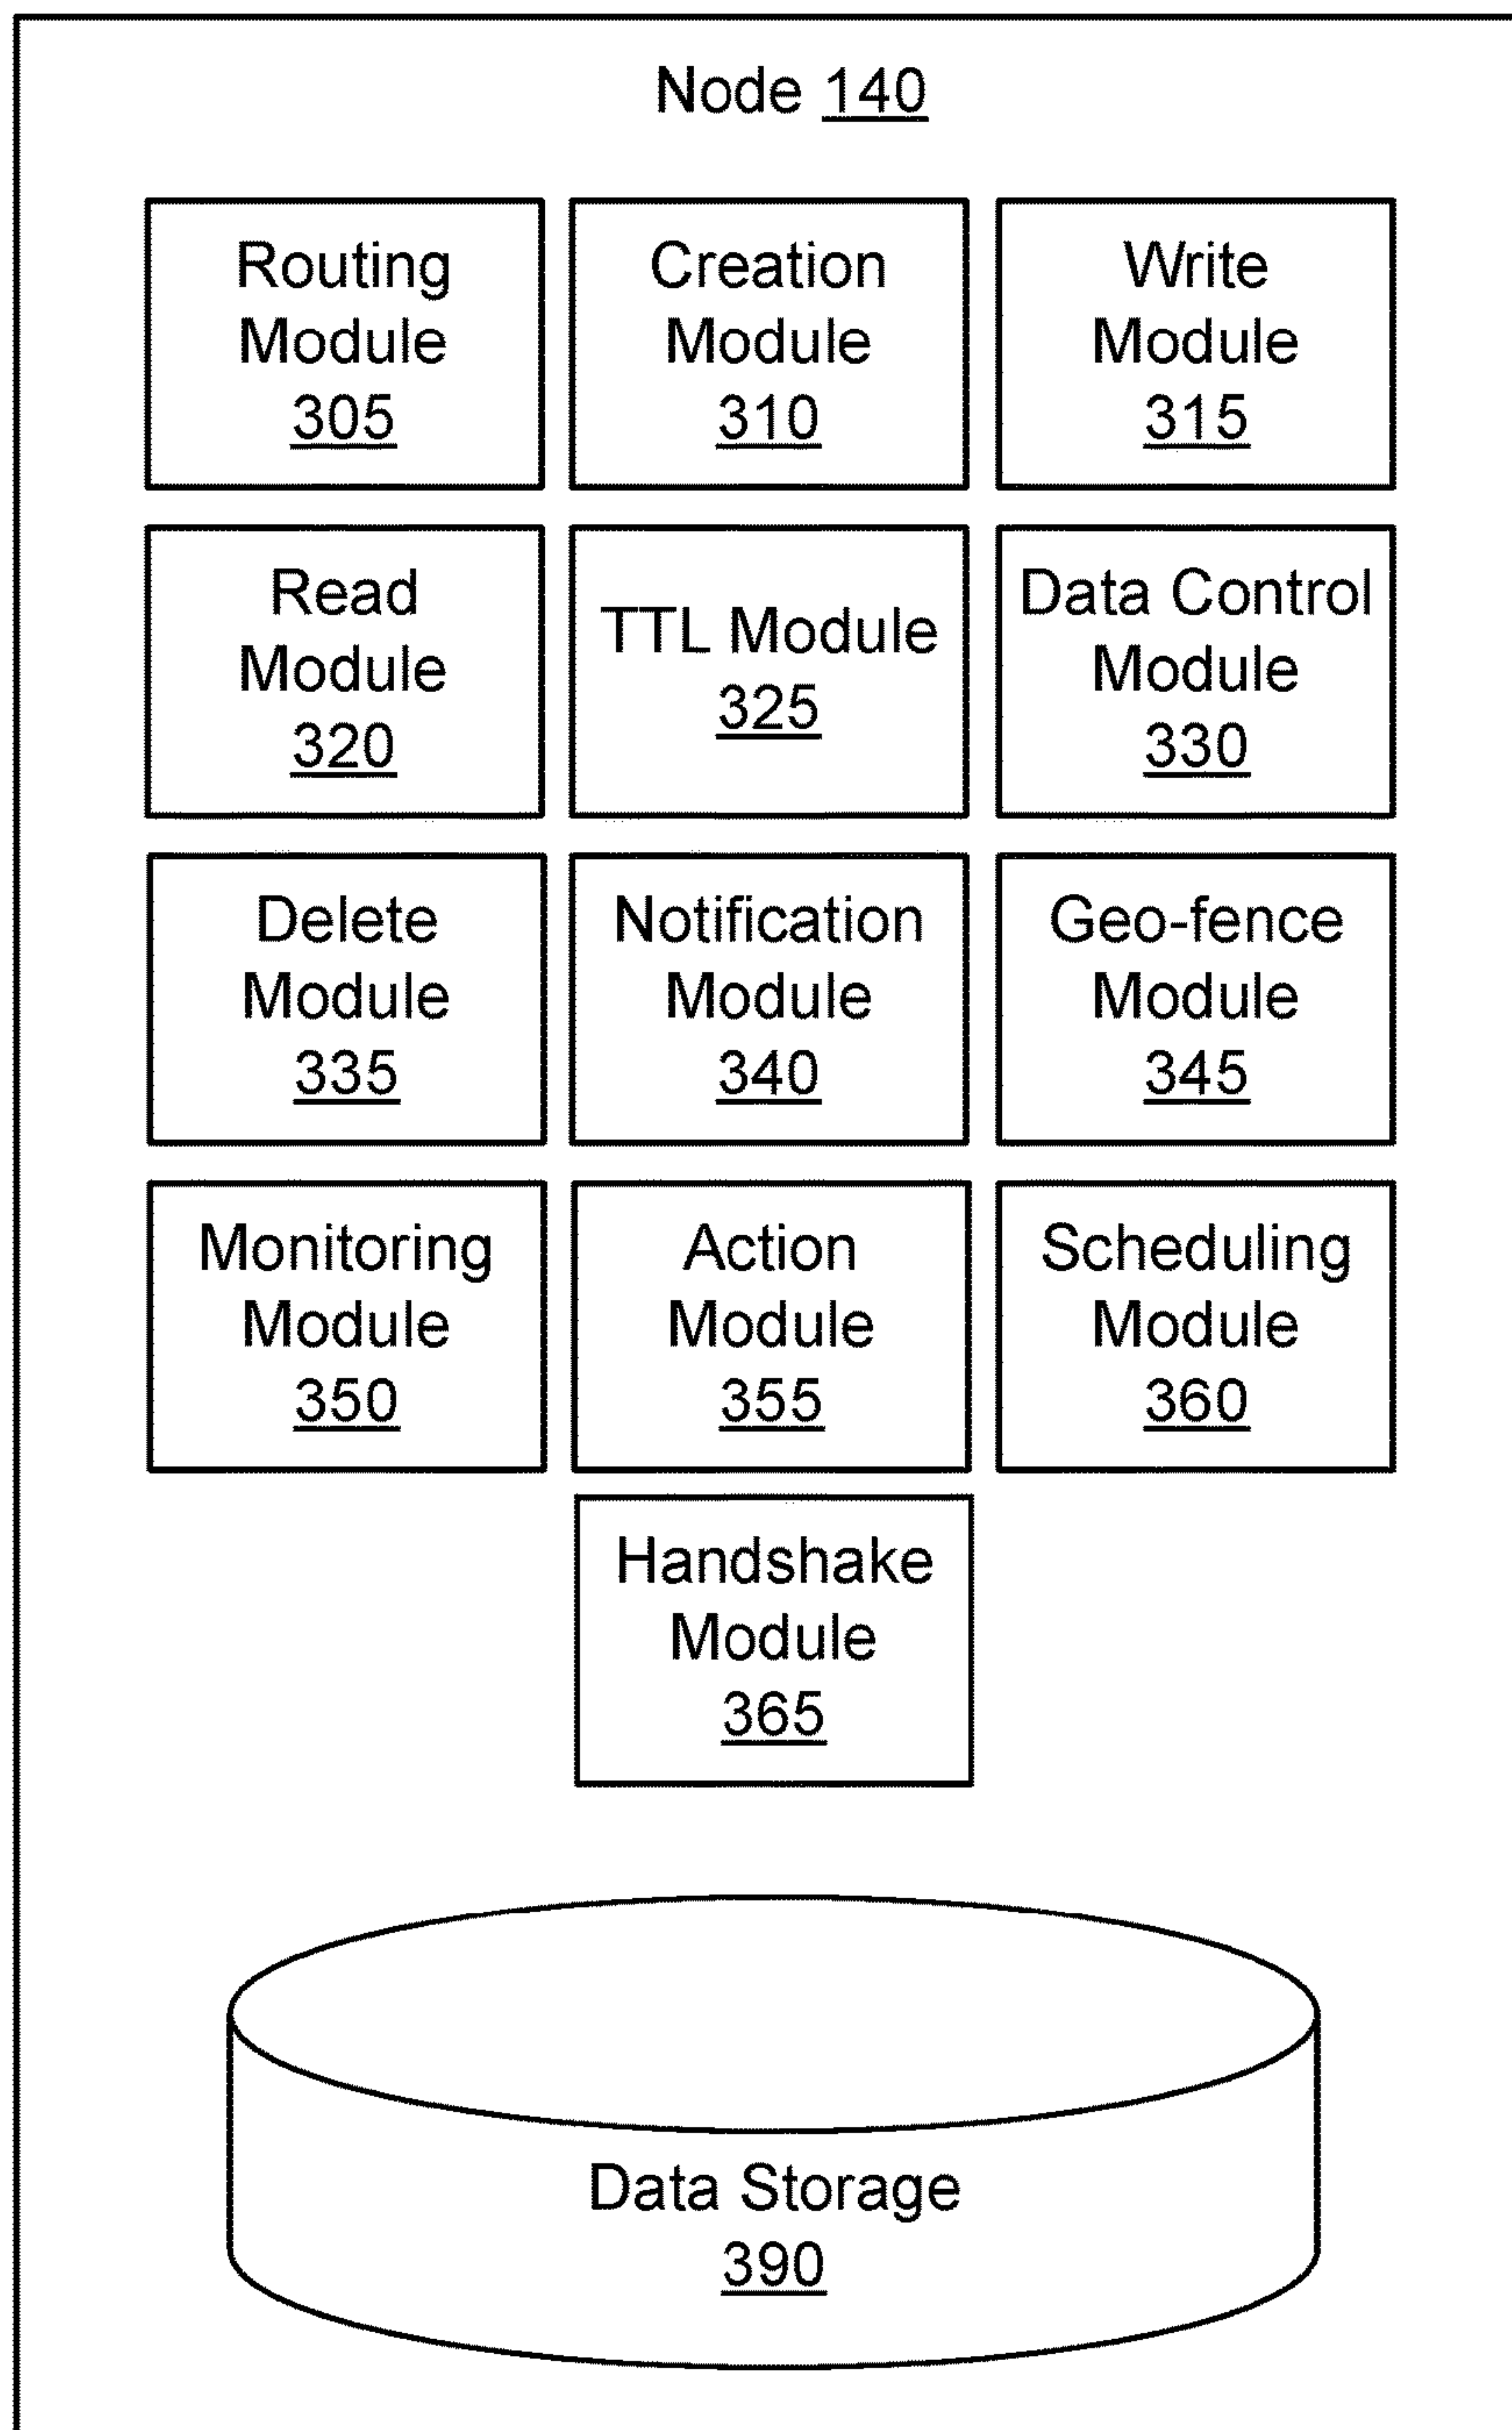 Node 140
Routing
Module
305
Creation
Module
310
Write
Module
315
Read
Module
320
TTL Module
325
Data Control
Module
330
Delete
Module
335
Notification
Module
340
Geo-fence
Module
345
Monitoring
Module
350
Action
Module
355
Scheduling
Module
360
Handshake
Module
365
Data Storage
390